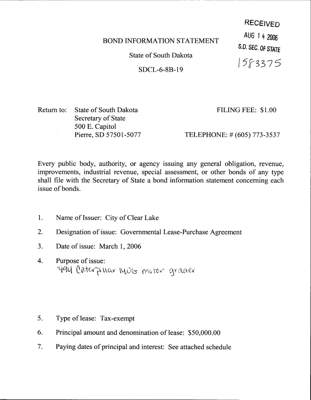 RECEIVED
AUG 14 2006
S.D. SEC. OF STATE
1583375
BOND INFORMATION STATEMENT
State of South Dakota
SDCL-6-8B-19
Return to: State of South Dakota FILING FEE: $1.00
Secretary of State
500 E. Capitol
Pierre, SD 57501-5077 TELEPHONE: # (605) 773-3537
Every public body, authority, or agency issuing any general obligation, revenue,
improvements, industrial revenue, special assessment, or other bonds of any type
shall file with the Secretary of State a bond information statement concerning each
issue of bonds.
1. Name of Issuer: City of Clear Lake
2. Designation of issue: Governmental Lease-Purchase Agreement
3. Date of issue: March 1, 2006
4. Purpose of issue:
Caterpillar motor grader
5. Type of lease: Tax-exempt
6. Principal amount and denomination of lease: $50,000.00
7. Paying dates of principal and interest: See attached schedule